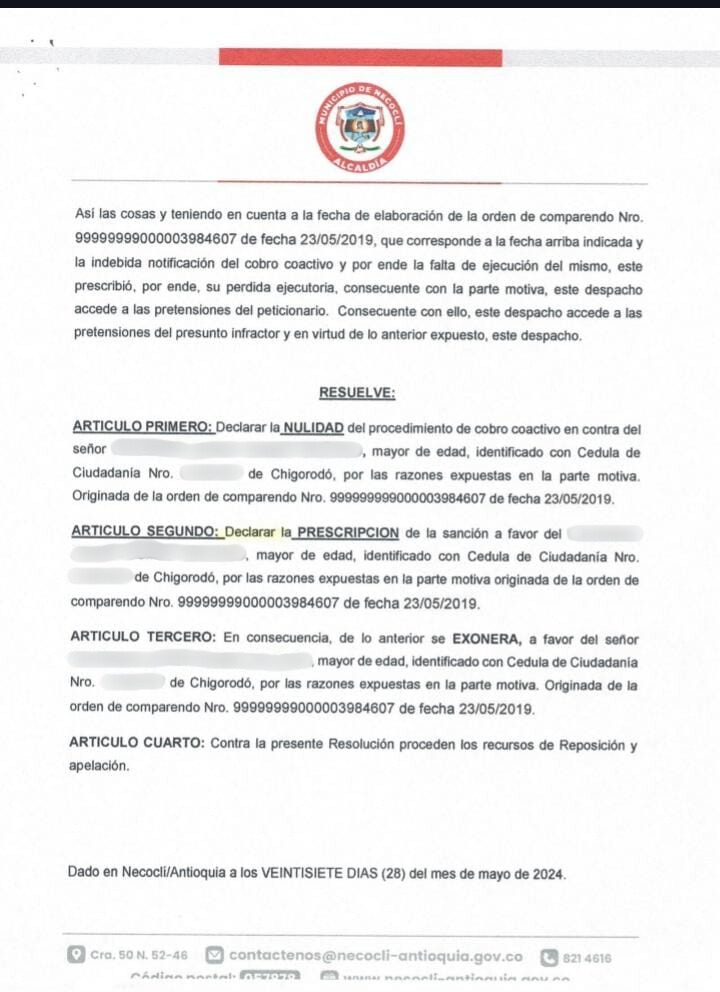 MUNICIPIO DE NECOCLÍ
ALCALDÍA
Así las cosas y teniendo en cuenta a la fecha de elaboración de la orden de comparendo Nro.
99999999000003984607 de fecha 23/05/2019, que corresponde a la fecha arriba indicada y
la indebida notificación del cobro coactivo y por ende la falta de ejecución del mismo, este
prescribió, por ende, su perdida ejecutoria, consecuente con la parte motiva, este despacho
accede a las pretensiones del peticionario. Consecuente con ello, este despacho accede a las
pretensiones del presunto infractor y en virtud de lo anterior expuesto, este despacho.
RESUELVE:
ARTICULO PRIMERO: Declarar la NULIDAD del procedimiento de cobro coactivo en contra del
señor , mayor de edad, identificado con Cedula de
Ciudadanía Nro. de Chigorodó, por las razones expuestas en la parte motiva.
Originada de la orden de comparendo Nro. 999999999000003984607 de fecha 23/05/2019.
ARTICULO SEGUNDO: Declarar la PRESCRIPCION de la sanción a favor del
, mayor de edad, identificado con Cedula de Ciudadanía Nro.
de Chigorodó, por las razones expuestas en la parte motiva originada de la orden de
comparendo Nro. 99999999000003984607 de fecha 23/05/2019.
ARTICULO TERCERO: En consecuencia, de lo anterior se EXONERA, a favor del señor
, mayor de edad, identificado con Cedula de Ciudadanía
Nro. de Chigorodó, por las razones expuestas en la parte motiva. Originada de la
orden de comparendo Nro. 99999999000003984607 de fecha 23/05/2019.
ARTICULO CUARTO: Contra la presente Resolución proceden los recursos de Reposición y
apelación.
Dado en Necoclí/Antioquia a los VEINTISIETE DIAS (28) del mes de mayo de 2024.
Cra. 50 N. 52-46 contactenos@necocli-antioquia.gov.co 821 4616
Código postal: 057878 www.necocli-antioquia.gov.co